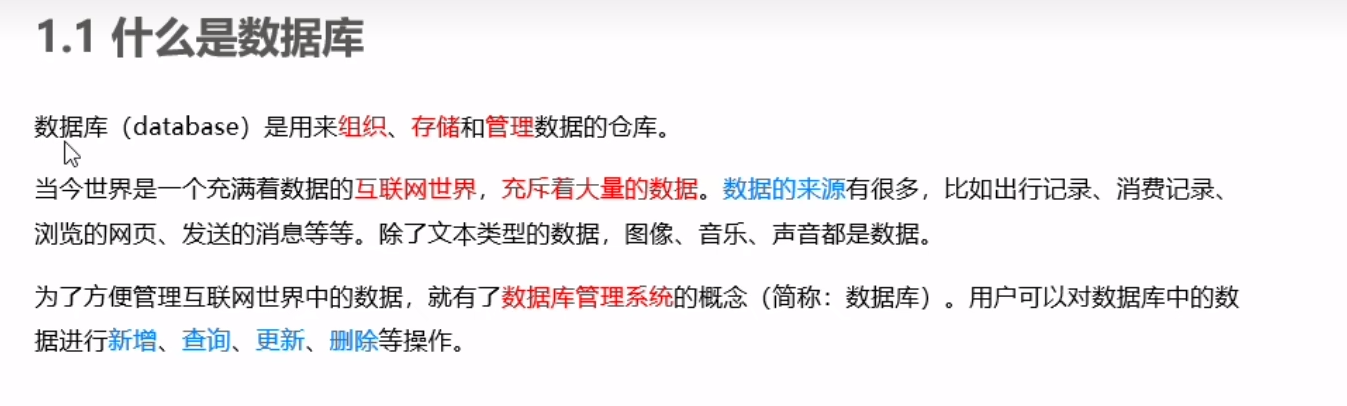 1.1 什么是数据库
数据库（database）是用来组织、存储和管理数据的仓库。
当今世界是一个充满着数据的互联网世界，充斥着大量的数据。数据的来源有很多，比如出行记录、消费记录、
浏览的网页、发送的消息等等。除了文本类型的数据，图像、音乐、声音都是数据。
为了方便管理互联网世界中的数据，就有了数据库管理系统的概念（简称：数据库）。用户可以对数据库中的数
据进行新增、查询、更新、删除等操作。